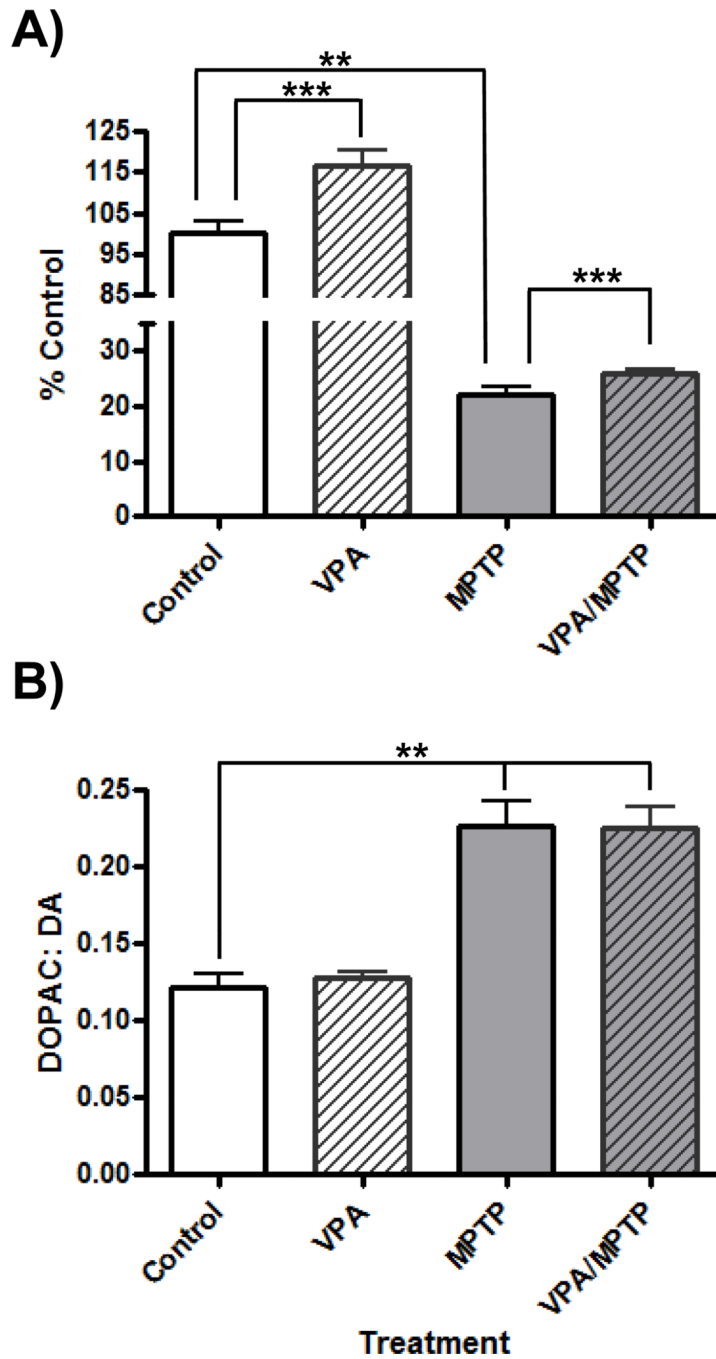 A)
**
***
125
115
105
95
85
***
30
20
10
0
% Control
Control
VPA
MPTP
VPA/MPTP
B)
**
0.25
0.20
0.15
0.10
0.05
0.00
DOPAC: DA
Control
VPA
MPTP
VPA/MPTP
Treatment